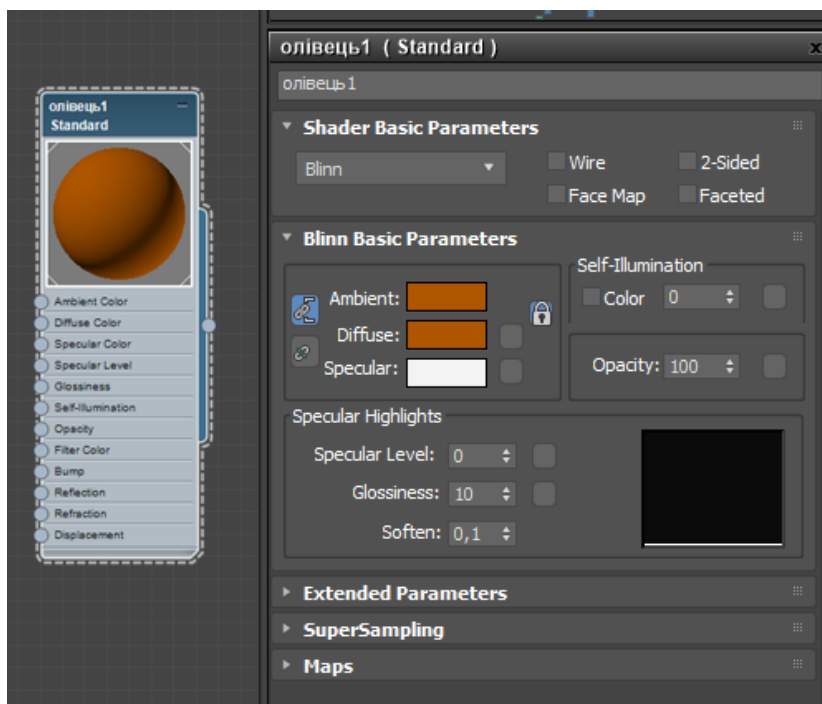 олівець1
Standard
Ambient Color
Diffuse Color
Specular Color
Specular Level
Glossiness
Self-Illumination
Opacity
Filter Color
Bump
Reflection
Refraction
Displacement
олівець1 ( Standard )
x
олівець1
Shader Basic Parameters
Blinn
Wire
2-Sided
Face Map
Faceted
Blinn Basic Parameters
Ambient:
Diffuse:
Specular:
Self-Illumination
Color 0
Opacity: 100
Specular Highlights
Specular Level: 0
Glossiness: 10
Soften: 0,1
Extended Parameters
SuperSampling
Maps